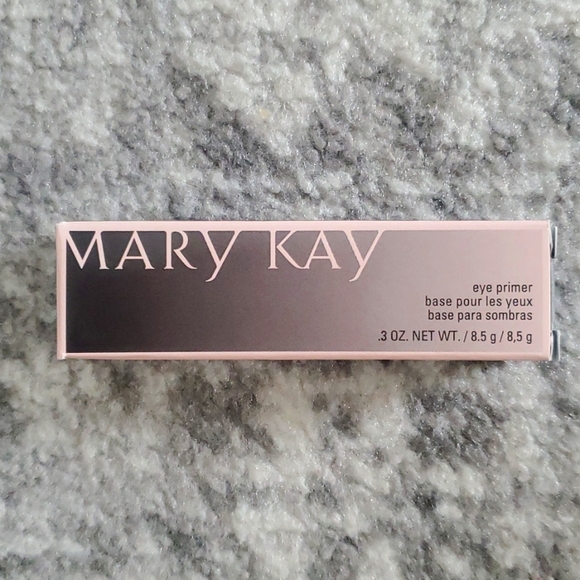 MARY KAY
eye primer
base pour les yeux
base para sombras
.3 OZ. NET WT. / 8.5 g / 8,5 g